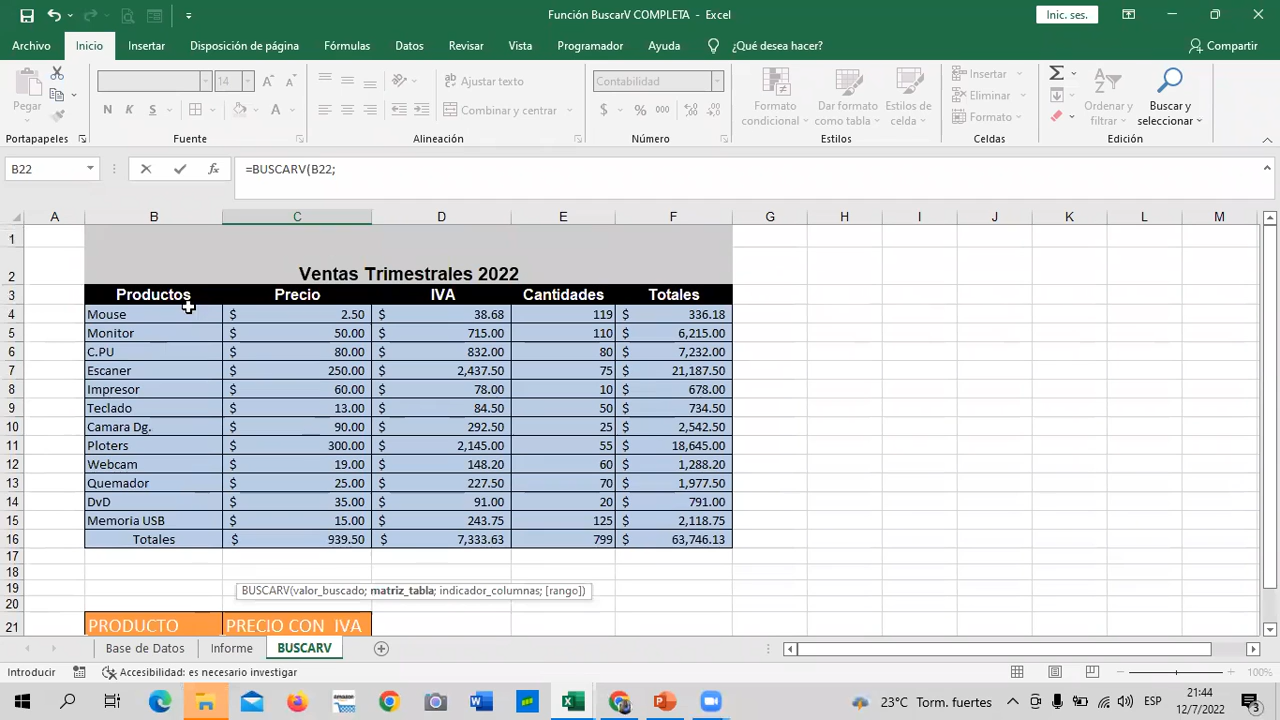 Función BuscarV COMPLETA - Excel
Inic. ses.
Archivo Inicio Insertar Disposición de página Fórmulas Datos Revisar Vista Programador Ayuda ¿Qué desea hacer? Compartir
Pegar
N K S
14
A A
Ajustar texto
Combinar y centrar
Contabilidad
$ % 000
Formato condicional
Dar formato como tabla
Estilos de celda
Insertar
Eliminar
Formato
Ordenar y filtrar
Buscar y seleccionar
Portapapeles Fuente Alineación Número Estilos Celdas Edición
B22 fx =BUSCARV(B22;
A B C D E F G H I J K L M
1
2 Ventas Trimestrales 2022
3 Productos Precio IVA Cantidades Totales
4 Mouse $ 2.50 $ 38.68 119 $ 336.18
5 Monitor $ 50.00 $ 715.00 110 $ 6,215.00
6 C.PU $ 80.00 $ 832.00 80 $ 7,232.00
7 Escaner $ 250.00 $ 2,437.50 75 $ 21,187.50
8 Impresor $ 60.00 $ 78.00 10 $ 678.00
9 Teclado $ 13.00 $ 84.50 50 $ 734.50
10 Camara Dg. $ 90.00 $ 292.50 25 $ 2,542.50
11 Ploters $ 300.00 $ 2,145.00 55 $ 18,645.00
12 Webcam $ 19.00 $ 148.20 60 $ 1,288.20
13 Quemador $ 25.00 $ 227.50 70 $ 1,977.50
14 DvD $ 35.00 $ 91.00 20 $ 791.00
15 Memoria USB $ 15.00 $ 243.75 125 $ 2,118.75
16 Totales $ 939.50 $ 7,333.63 799 $ 63,746.13
17
18
19
BUSCARV(valor_buscado; matriz_tabla; indicador_columnas; [rango])
20
21 PRODUCTO PRECIO CON IVA
Base de Datos Informe BUSCARV
Introducir Accesibilidad: es necesario investigar 100%
23°C Torm. fuertes ESP 21:44
12/7/2022
3